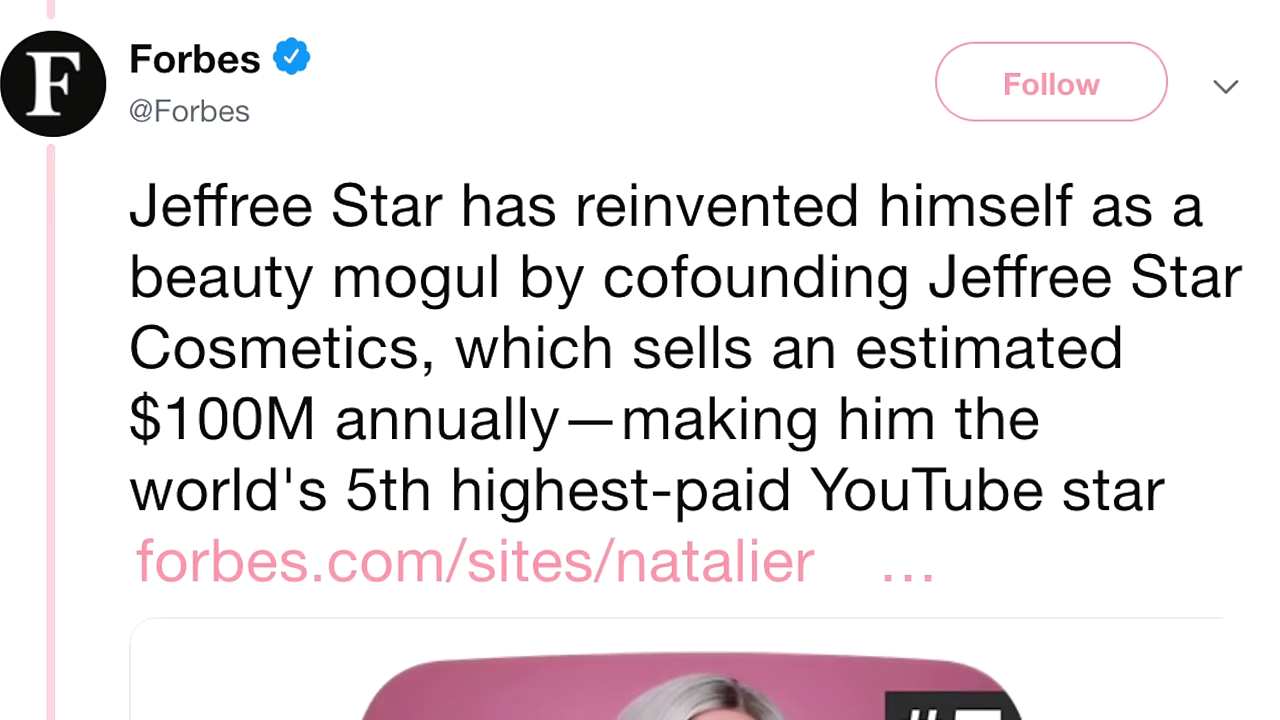 F
Forbes
@Forbes
Follow
Jeffree Star has reinvented himself as a
beauty mogul by cofounding Jeffree Star
Cosmetics, which sells an estimated
$100M annually—making him the
world's 5th highest-paid YouTube star
forbes.com/sites/natalier ...